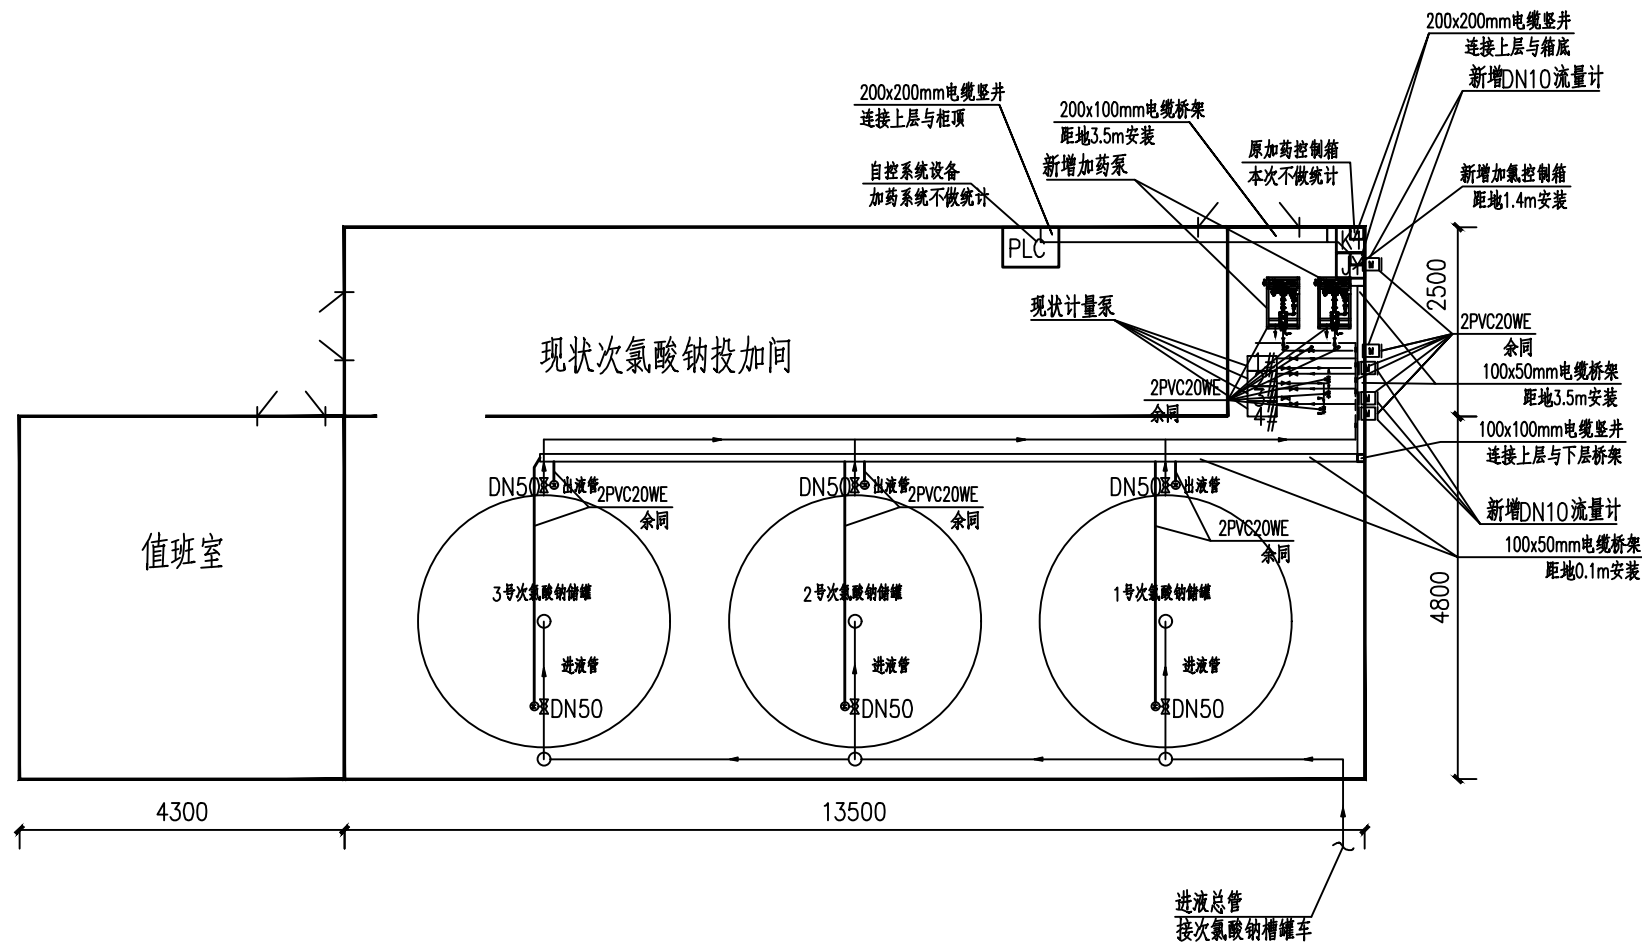 200x200mm电缆竖井
连接上层与箱底
新增DN10流量计
200x200mm电缆竖井
连接上层与柜顶
200x100mm电缆桥架
距地3.5m安装
新增加药泵
原加药控制箱
本次不做统计
自控系统设备
加药系统不做统计
新增加氯控制箱
距地1.4m安装
PLC
2500
现状计量泵
2PVC20WE
余同
现状次氯酸钠投加间
100x50mm电缆桥架
距地3.5m安装
2PVC20WE
余同
4#
100x100mm电缆竖井
连接上层与下层桥架
DN50
出液管
2PVC20WE
余同
DN50
出液管
2PVC20WE
余同
DN50
出液管
2PVC20WE
余同
新增DN10流量计
100x50mm电缆桥架
距地0.1m安装
值班室
3号次氯酸钠储罐
2号次氯酸钠储罐
1号次氯酸钠储罐
4800
进液管
进液管
进液管
DN50
DN50
DN50
4300
13500
进液总管
接次氯酸钠槽罐车